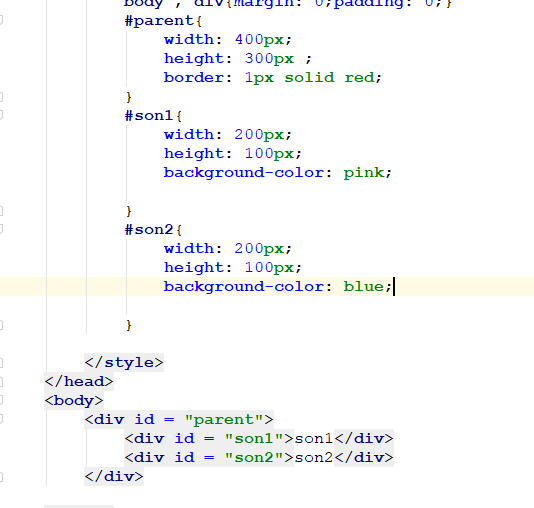 body , div{margin: 0;padding: 0;}
#parent{
width: 400px;
height: 300px ;
border: 1px solid red;
}
#son1{
width: 200px;
height: 100px;
background-color: pink;
}
#son2{
width: 200px;
height: 100px;
background-color: blue;
}
</style>
</head>
<body>
<div id = "parent">
<div id = "son1">son1</div>
<div id = "son2">son2</div>
</div>